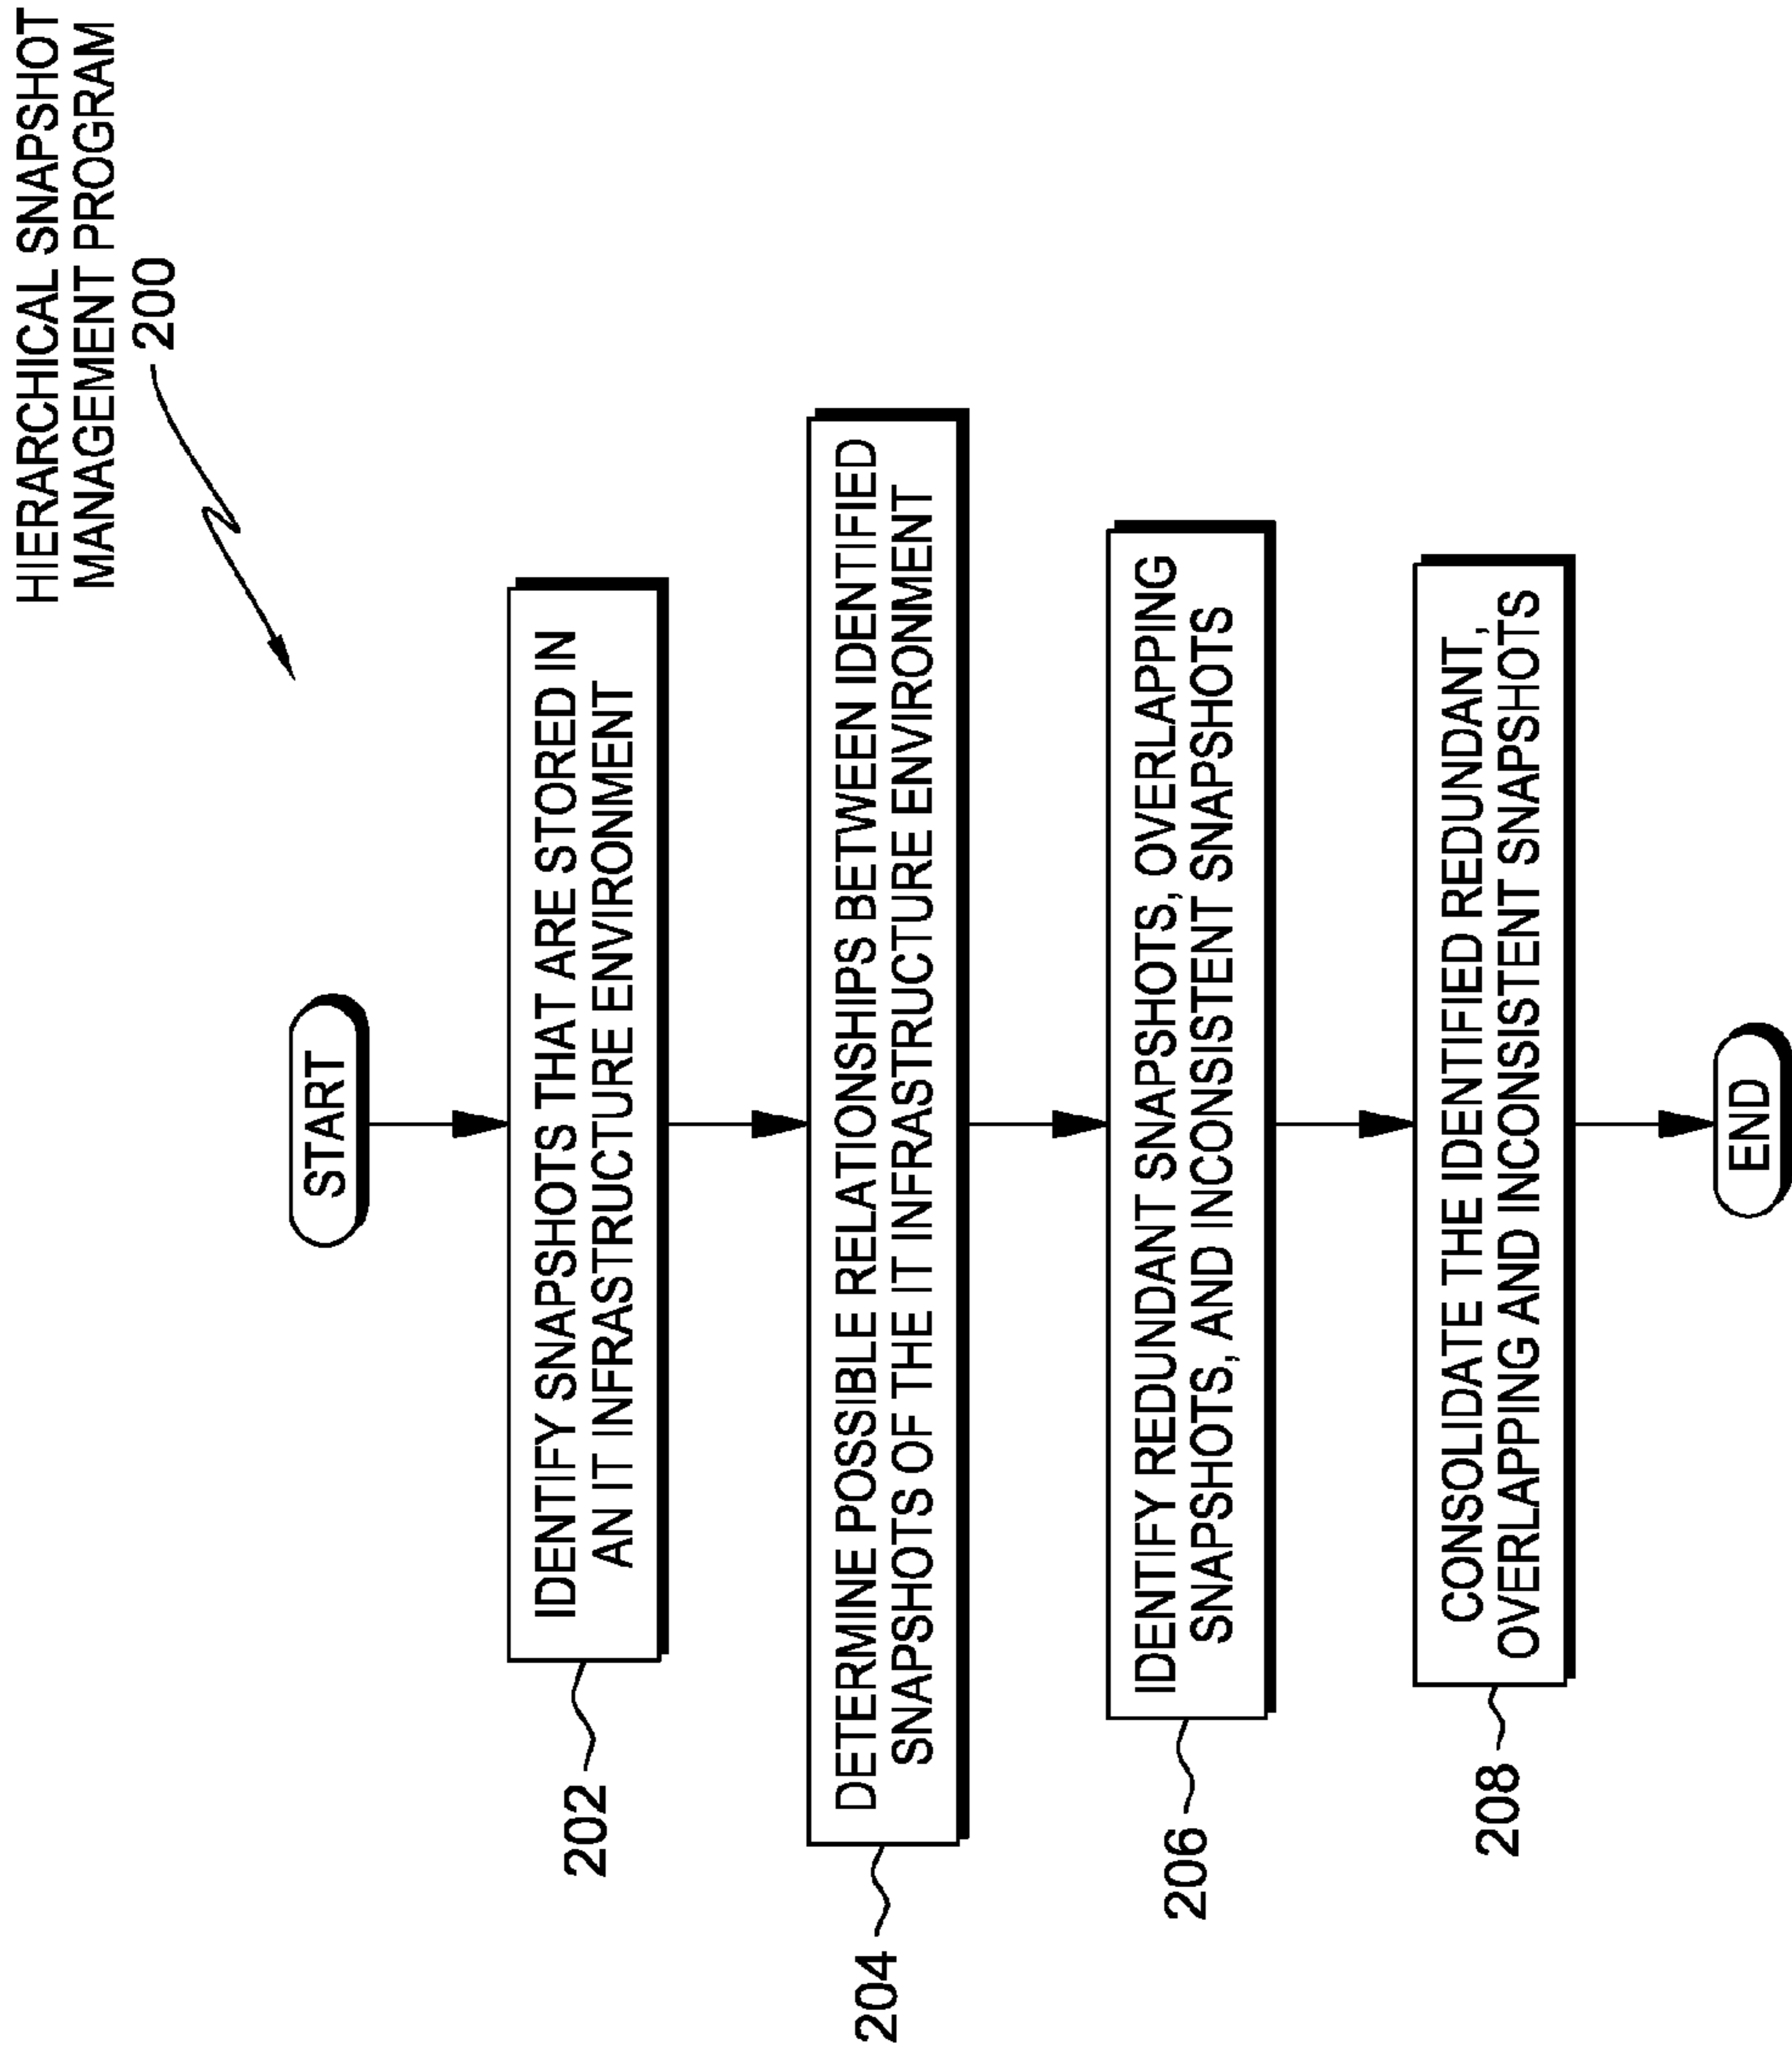 HIERARCHICAL SNAPSHOT
MANAGEMENT PROGRAM
200
START
202
IDENTIFY SNAPSHOTS THAT ARE STORED IN
AN IT INFRASTRUCTURE ENVIRONMENT
204
DETERMINE POSSIBLE RELATIONSHIPS BETWEEN IDENTIFIED
SNAPSHOTS OF THE IT INFRASTRUCTURE ENVIRONMENT
206
IDENTIFY REDUNDANT SNAPSHOTS, OVERLAPPING
SNAPSHOTS, AND INCONSISTENT SNAPSHOTS
208
CONSOLIDATE THE IDENTIFIED REDUNDANT,
OVERLAPPING AND INCONSISTENT SNAPSHOTS
END